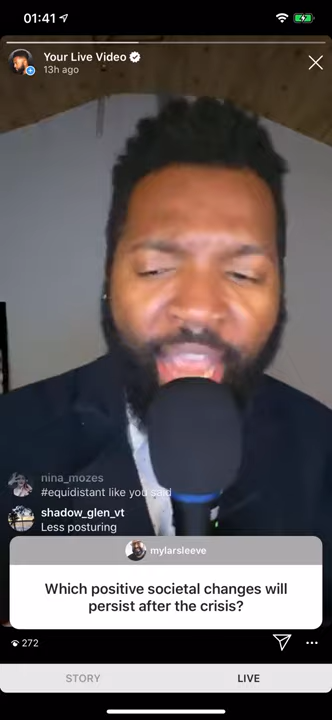 01:41
Your Live Video
13h ago
nina_mozes
#equidistant like you said
shadow_glen_vt
Less posturing
mylarsleeve
Which positive societal changes will
persist after the crisis?
272
STORY
LIVE